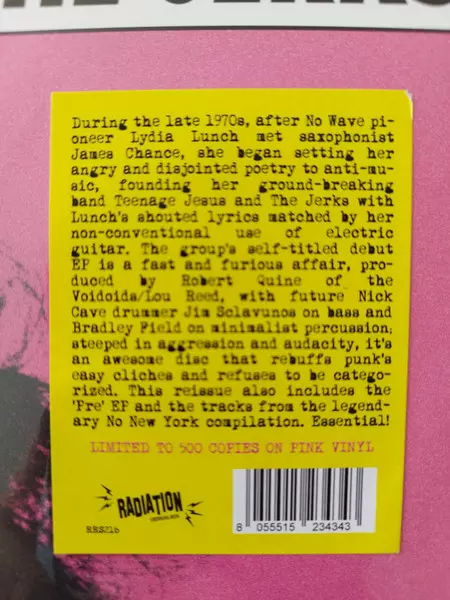 During the late 1970s, after No Wave pi-
oneer Lydia Lunch met saxophonist
James Chance, she began setting her
angry and disjointed poetry to anti-mu-
sic, founding her ground-breaking
band Teenage Jesus and The Jerks with
Lunch's shouted lyrics matched by her
non-conventional use of electric
guitar. The group's self-titled debut
EP is a fast and furious affair, pro-
duced by Robert Quine of the
Voidoids/Lou Reed, with future Nick
Cave drummer Jim Sclavunos on bass and
Bradley Field on minimalist percussion;
steeped in aggression and audacity, it's
an awesome disc that rebuffs punk's
easy cliches and refuses to be catego-
rized. This reissue also includes the
'Pre' EP and the tracks from the legend-
ary No New York compilation. Essential!
LIMITED TO 500 COPIES ON PINK VINYL
RADIATION
RRS216
8 055515 234343